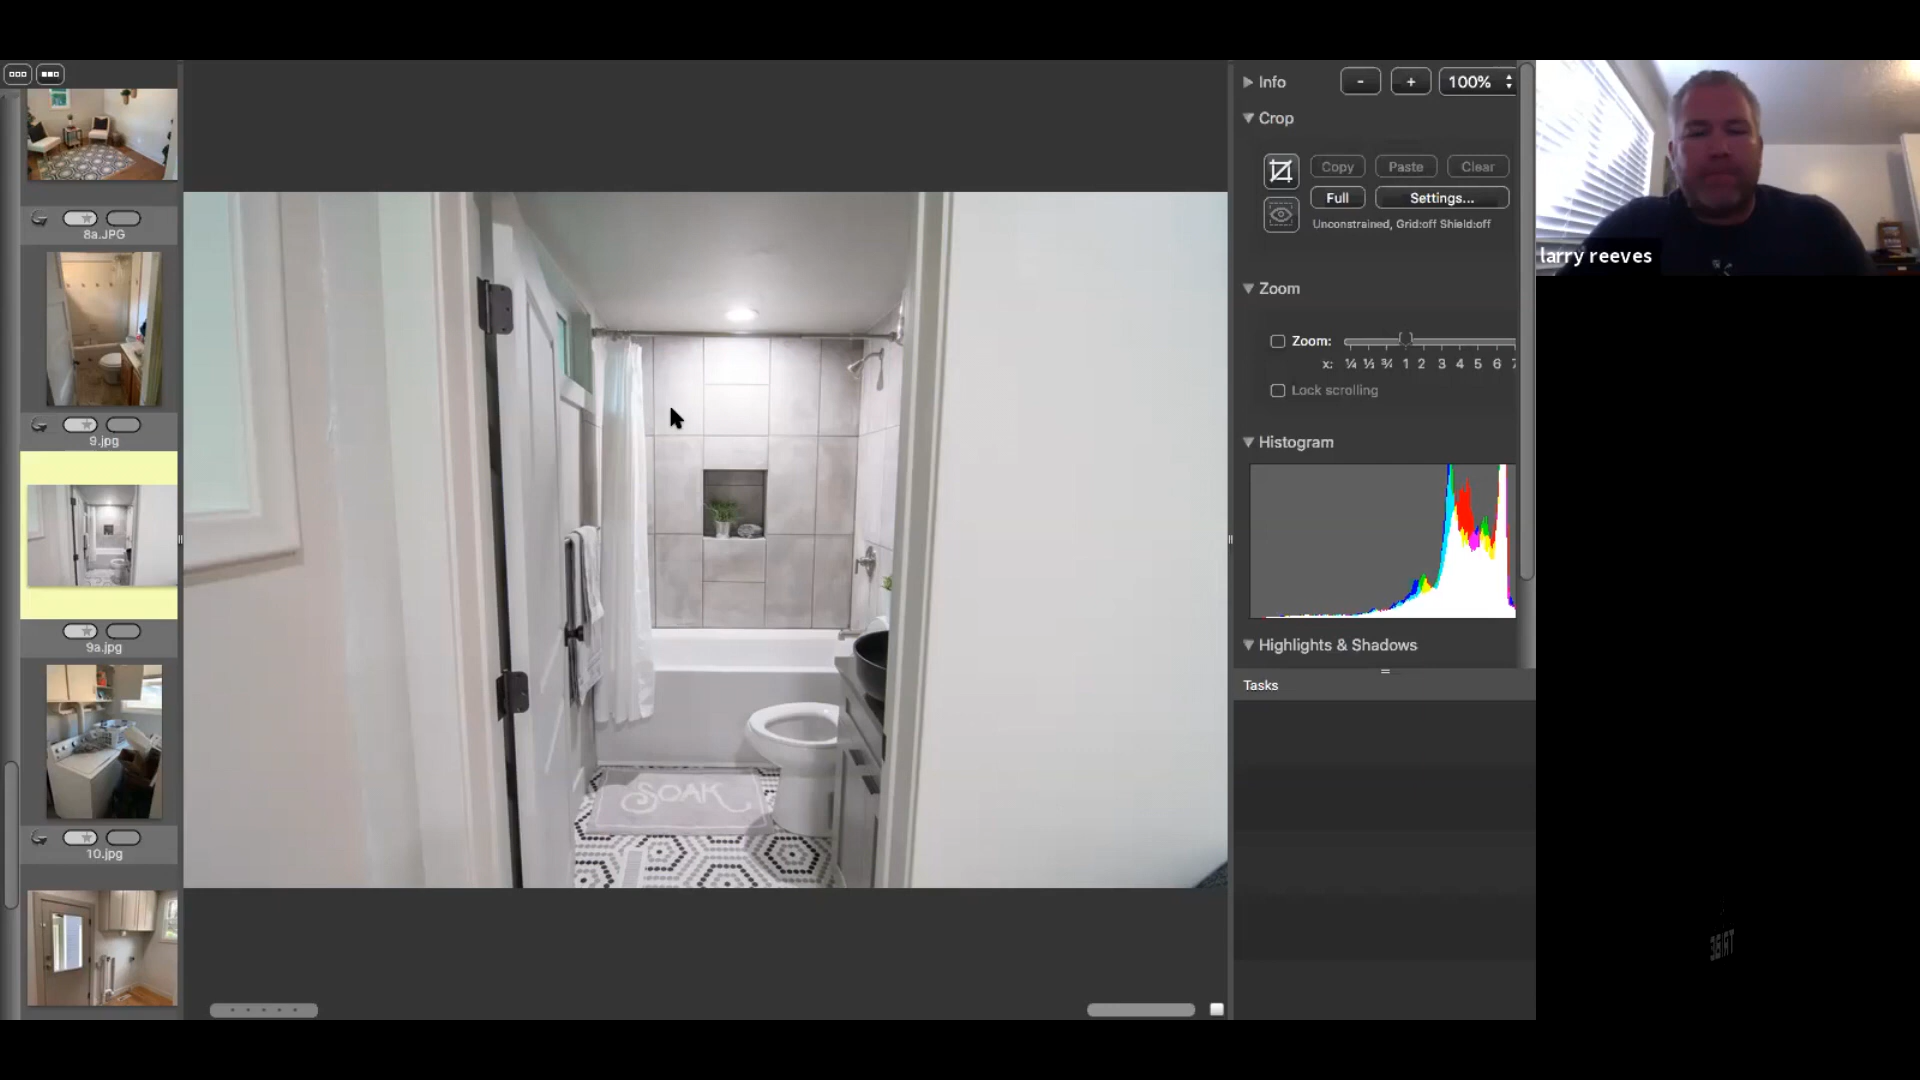 8a.JPG
9.jpg
9a.jpg
10.jpg
SOAK
Info
-
+
100%
Crop
Copy
Paste
Clear
Full
Settings...
Unconstrained, Grid:off Shield:off
Zoom
Zoom:
x: ¼ ⅓ ¾ 1 2 3 4 5 6 7
Lock scrolling
Histogram
Highlights & Shadows
Tasks
larry reeves